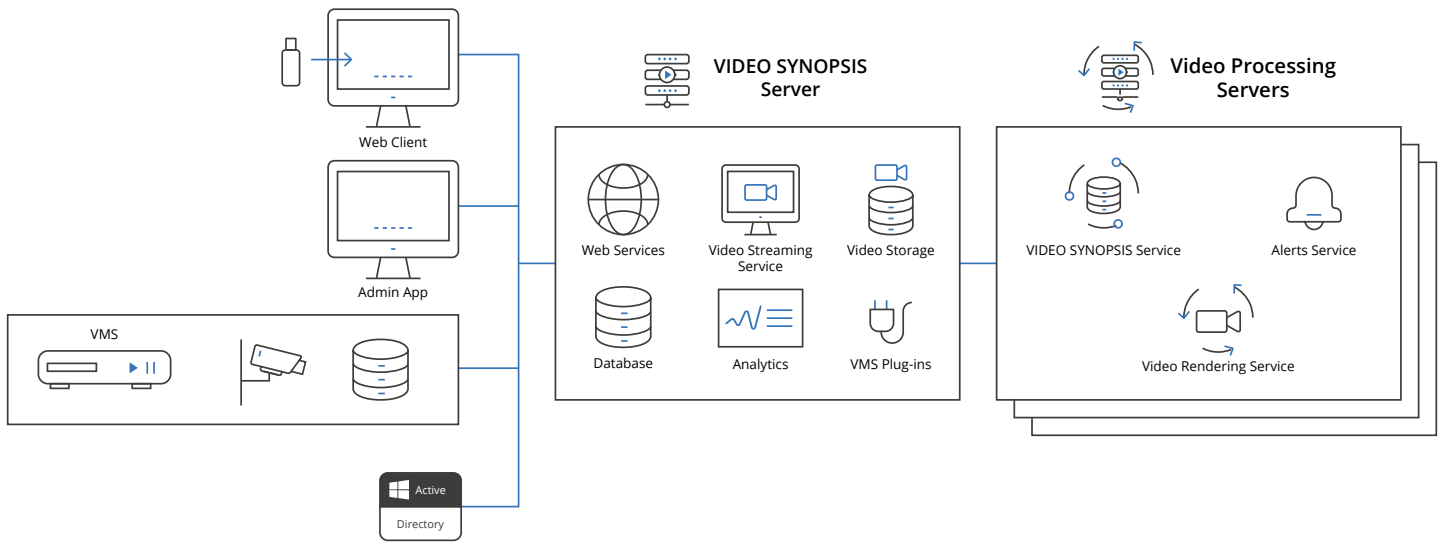 Web Client
Admin App
VMS
Active
Directory
VIDEO SYNOPSIS
Server
Web Services
Video Streaming
Service
Video Storage
Database
Analytics
VMS Plug-ins
Video Processing
Servers
VIDEO SYNOPSIS Service
Alerts Service
Video Rendering Service